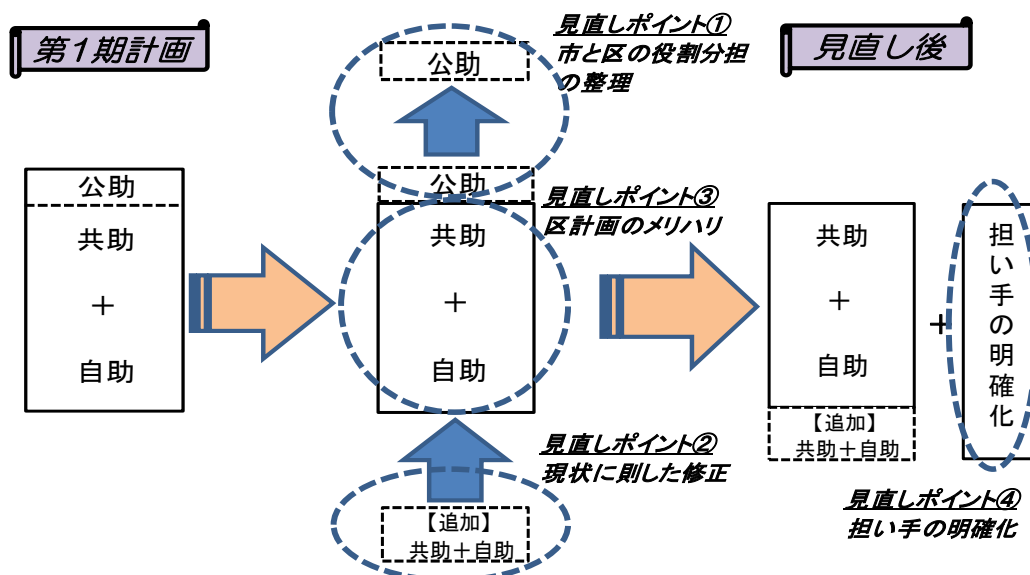 第１期計画
公助
共助
＋
自助
公助
見直しポイント①
市と区の役割分担
の整理
公助
共助
＋
自助
見直しポイント③
区計画のメリハリ
見直しポイント②
現状に則した修正
【追加】
共助＋自助
見直し後
共助
＋
自助
【追加】
共助＋自助
＋
担い手の明確化
見直しポイント④
担い手の明確化